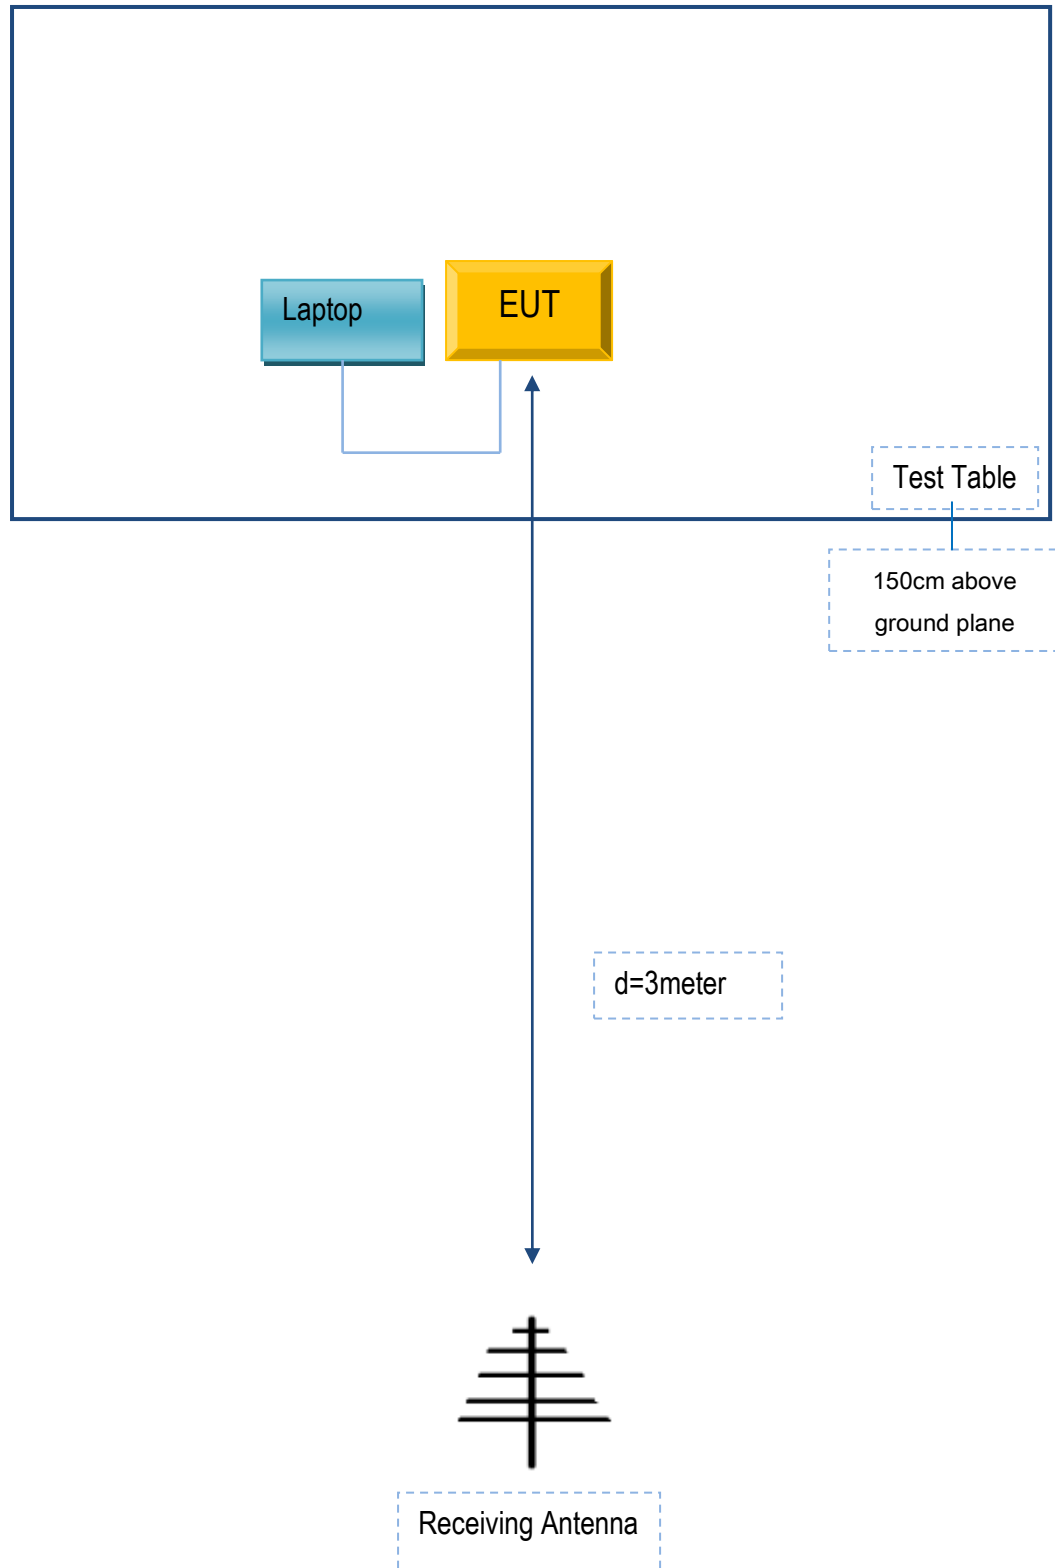 Laptop
EUT
Test Table
150cm above
ground plane
d=3meter
Receiving Antenna